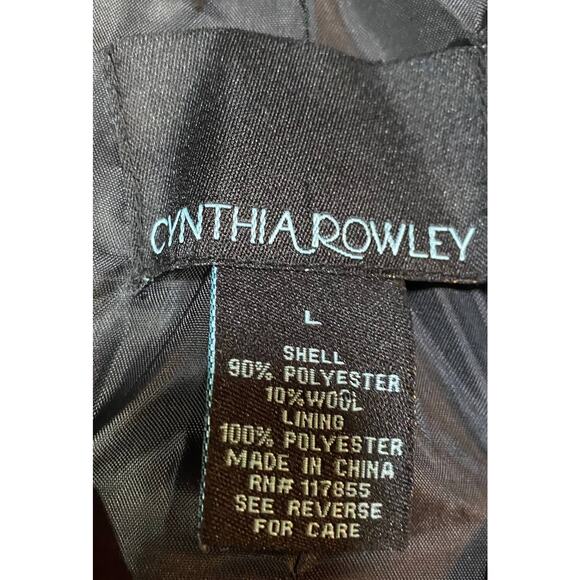 CYNTHIA ROWLEY
L
SHELL
90% POLYESTER
10% WOOL
LINING
100% POLYESTER
MADE IN CHINA
RN# 117855
SEE REVERSE
FOR CARE